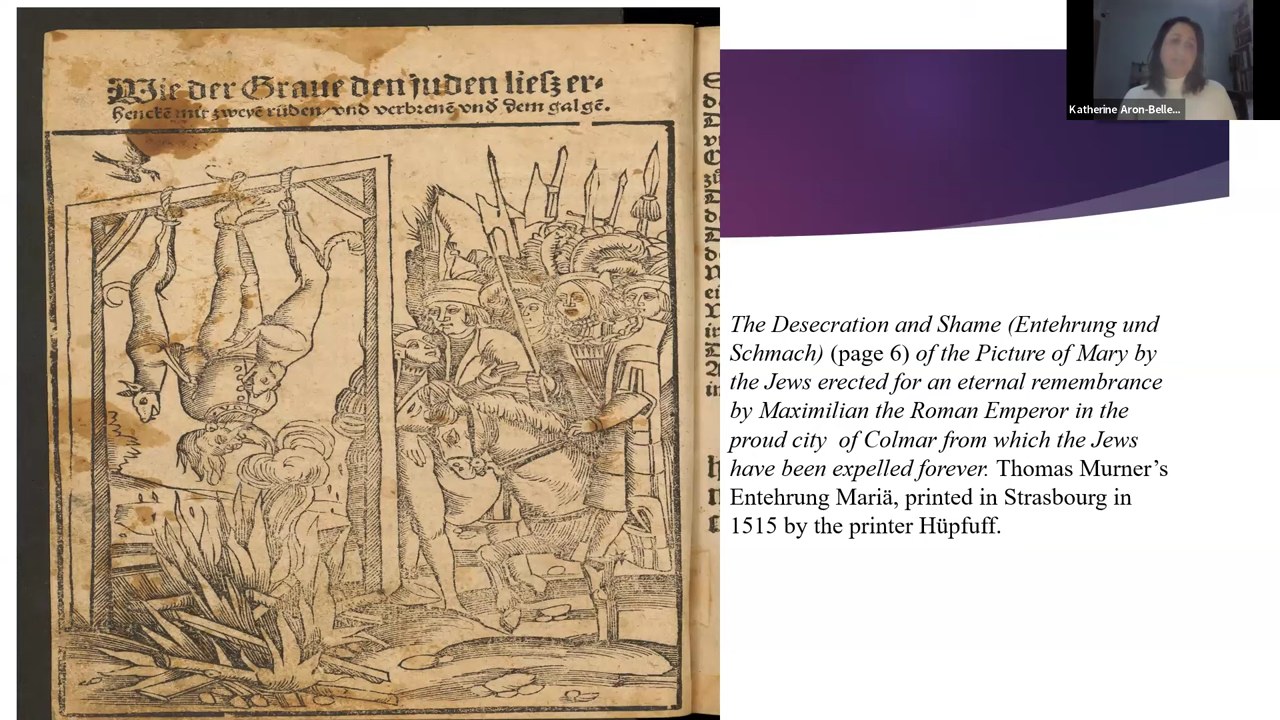 Wie der Graue den juden liesz er-
henckē mit zweyē rüden/vnd verbrenē vnd dem galgē.
Katherine Aron-Belle...
The Desecration and Shame (Entehrung und
Schmach) (page 6) of the Picture of Mary by
the Jews erected for an eternal remembrance
by Maximilian the Roman Emperor in the
proud city of Colmar from which the Jews
have been expelled forever. Thomas Murner’s
Entehrung Mariä, printed in Strasbourg in
1515 by the printer Hüpfuff.